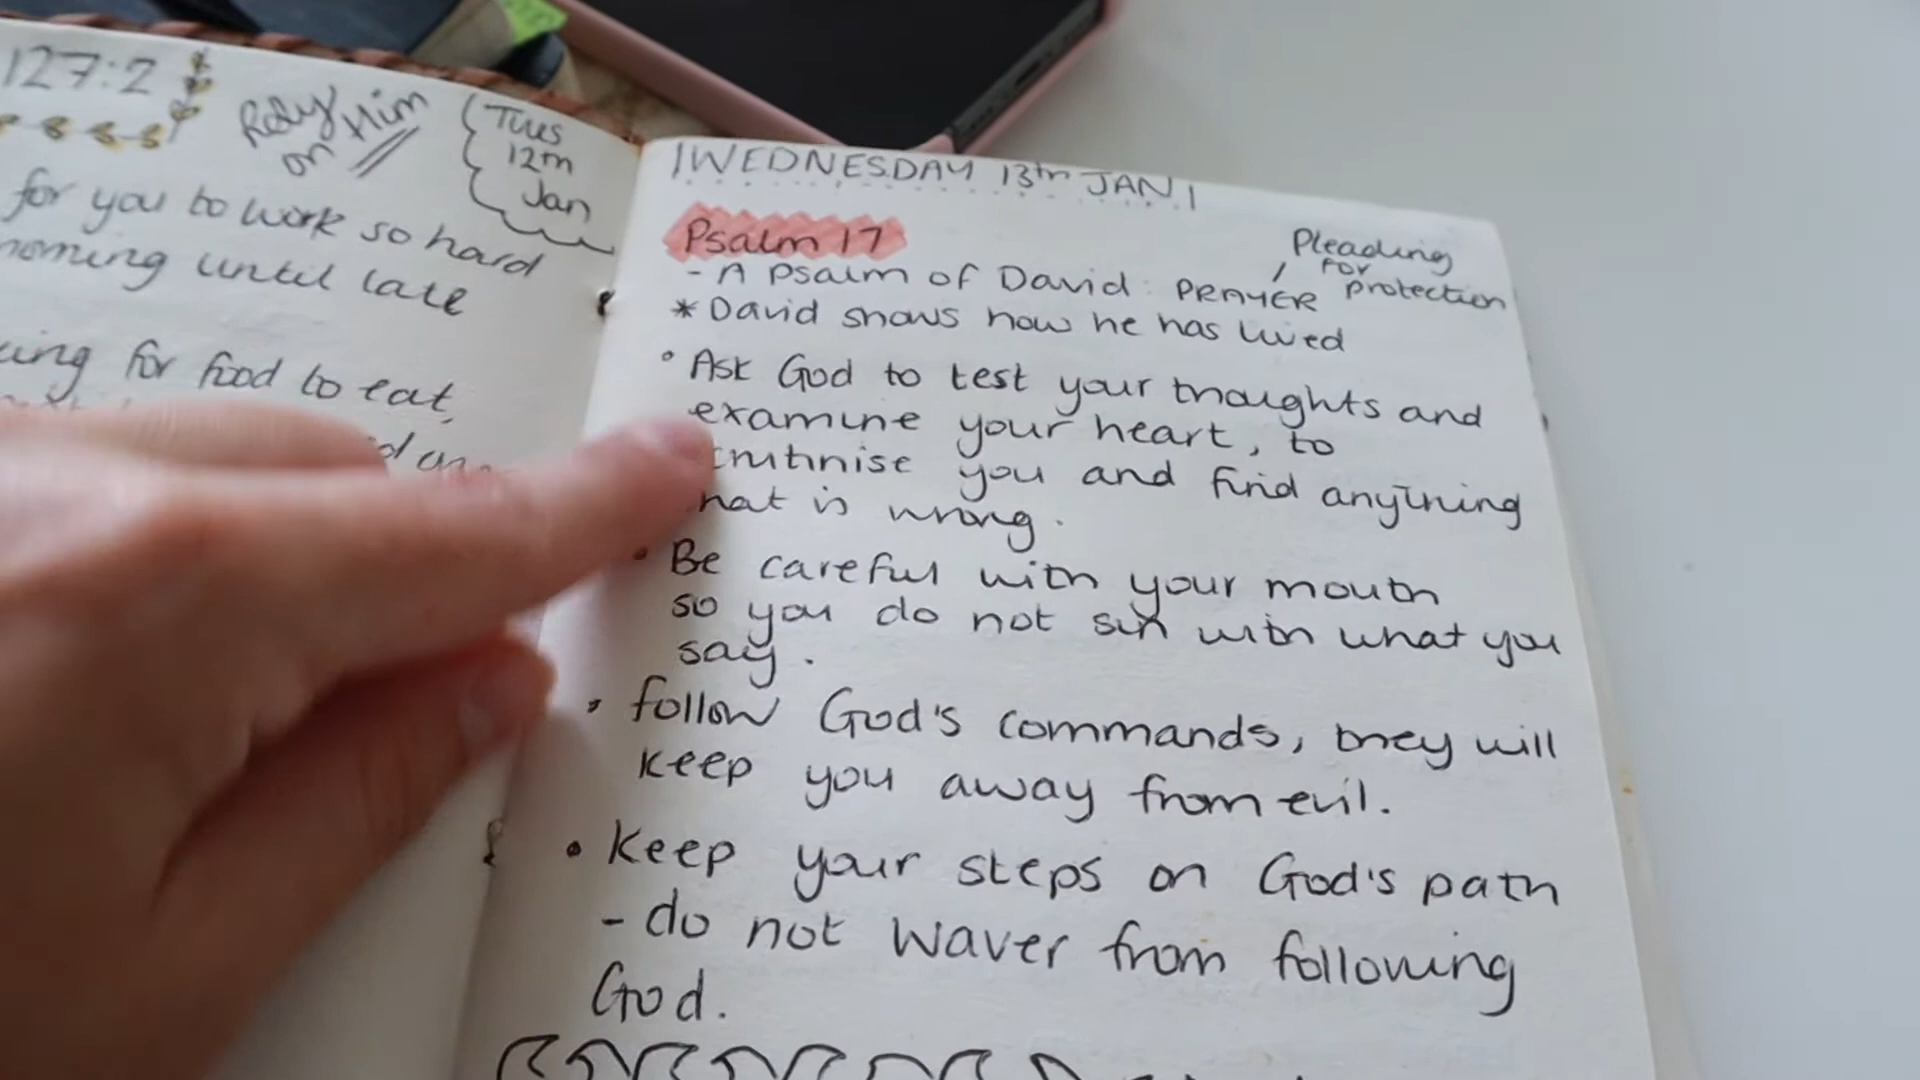 127:2
Rely
on Him
Tues
12th
Jan
for you to work so hard
morning until late
for food to eat,
WEDNESDAY 13th JAN
Psalm 17
- A Psalm of David: PRAYER
Pleading
for
protection
* David shows how he has lived
• Ask God to test your thoughts and
examine your heart, to
scrutinise you and find anything
that is wrong.
• Be careful with your mouth
so you do not sin with what you
say.
• follow God's commands, they will
keep you away from evil.
• Keep your steps on God's path
- do not waver from following
God.